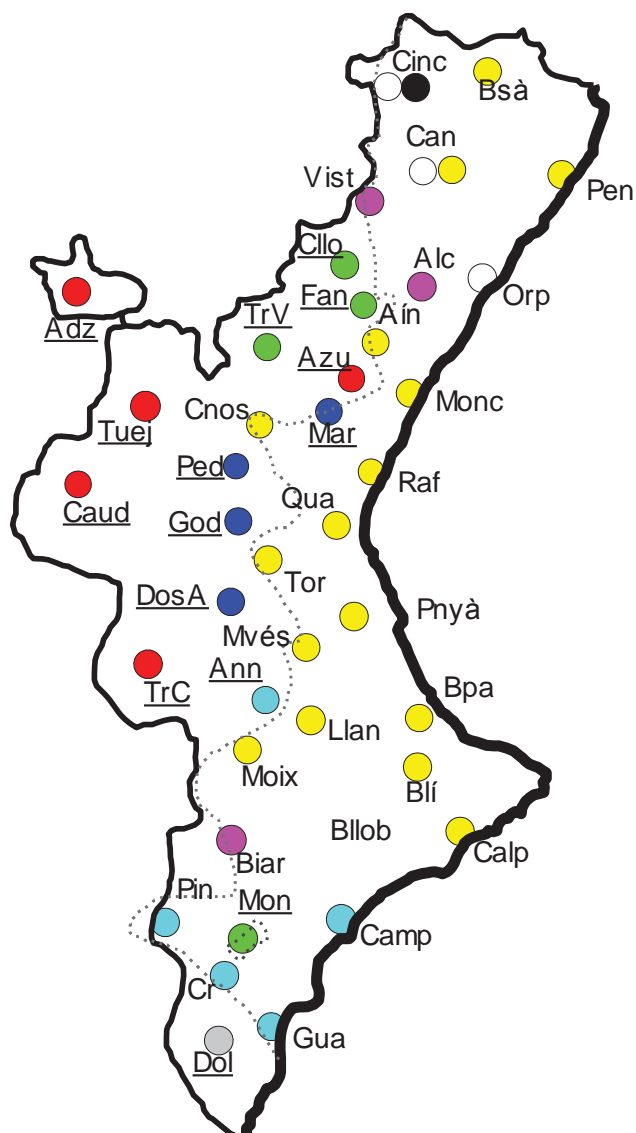 Cinc
Bsà
Can
Pen
Vist
Cllo
Alc
Orp
Adz
Fan
TrV
Aín
Azu
Monc
Cnos
Tuej
Mar
Ped
Raf
Qua
Caud
God
Tor
DosA
Pnyà
Mvés
Ann
TrC
Bpa
Llan
Moix
Blí
Bllob
Calp
Biar
Pin
Mon
Camp
Cr
Gua
Dol